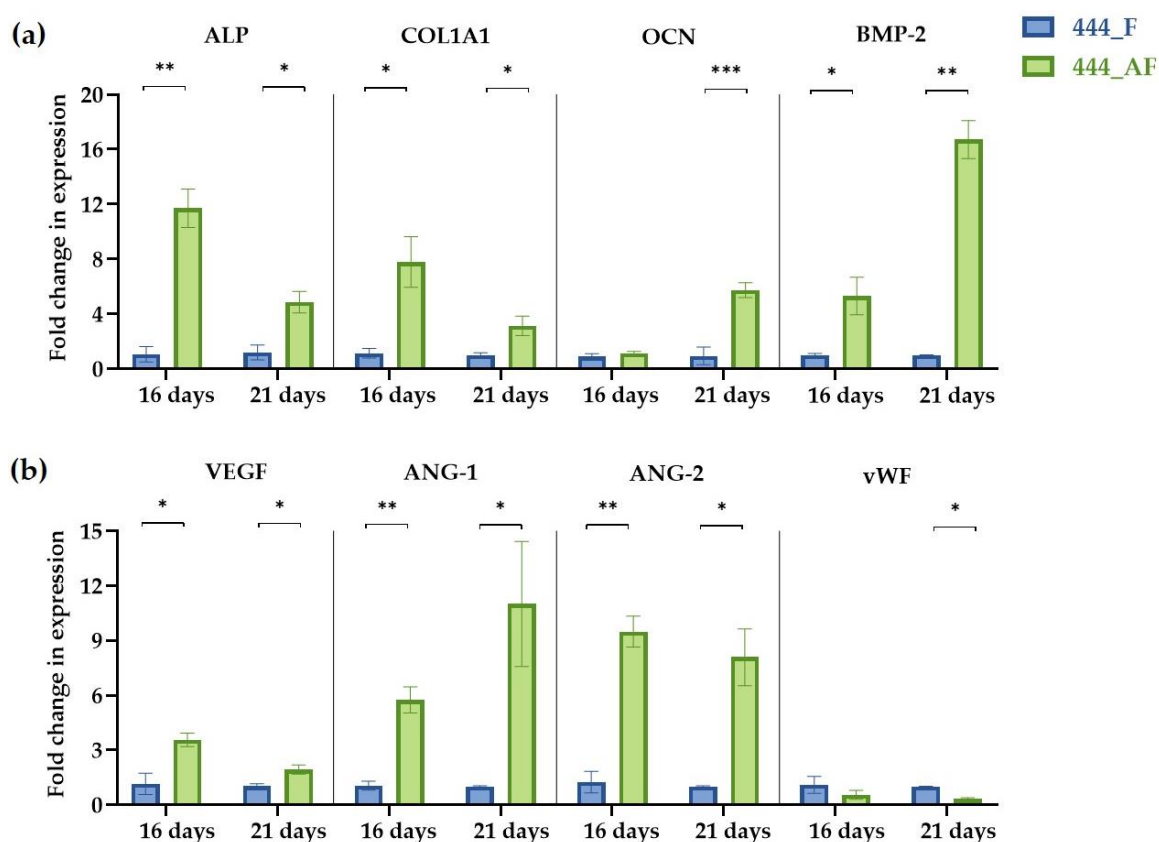 (a)
ALP COL1A1 OCN BMP-2
444_F
444_AF
** * * * *** * **
Fold change in expression
20
16
12
8
4
0
16 days 21 days 16 days 21 days 16 days 21 days 16 days 21 days
(b)
VEGF ANG-1 ANG-2 vWF
* * ** * ** * *
Fold change in expression
15
12
9
6
3
0
16 days 21 days 16 days 21 days 16 days 21 days 16 days 21 days